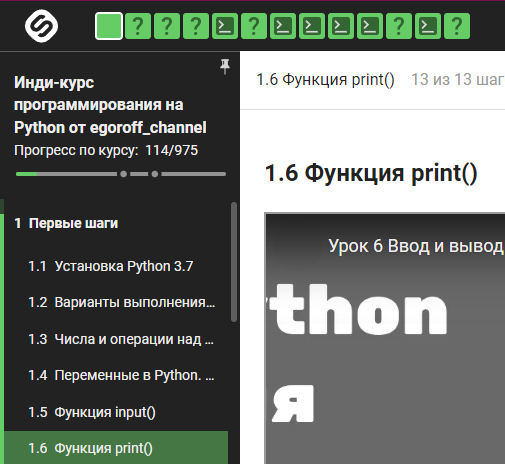 Инди-курс
программирования на
Python от egoroff_channel
Прогресс по курсу: 114/975
1 Первые шаги
1.1 Установка Python 3.7
1.2 Варианты выполнения...
1.3 Числа и операции над ...
1.4 Переменные в Python. ...
1.5 Функция input()
1.6 Функция print()
1.6 Функция print() 13 из 13 шаг
1.6 Функция print()
Урок 6 Ввод и вывод
ython
я